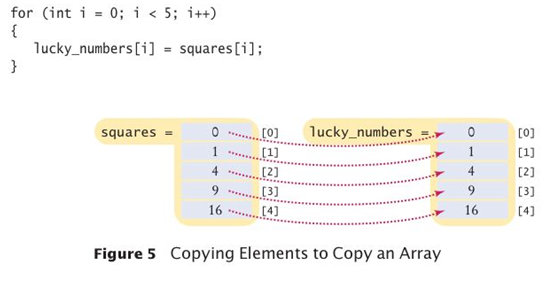 for (int i = 0; i < 5; i++)
{
lucky_numbers[i] = squares[i];
}
squares = 0 [0] lucky_numbers = 0 [0]
1 [1] 1 [1]
4 [2] 4 [2]
9 [3] 9 [3]
16 [4] 16 [4]
Figure 5 Copying Elements to Copy an Array